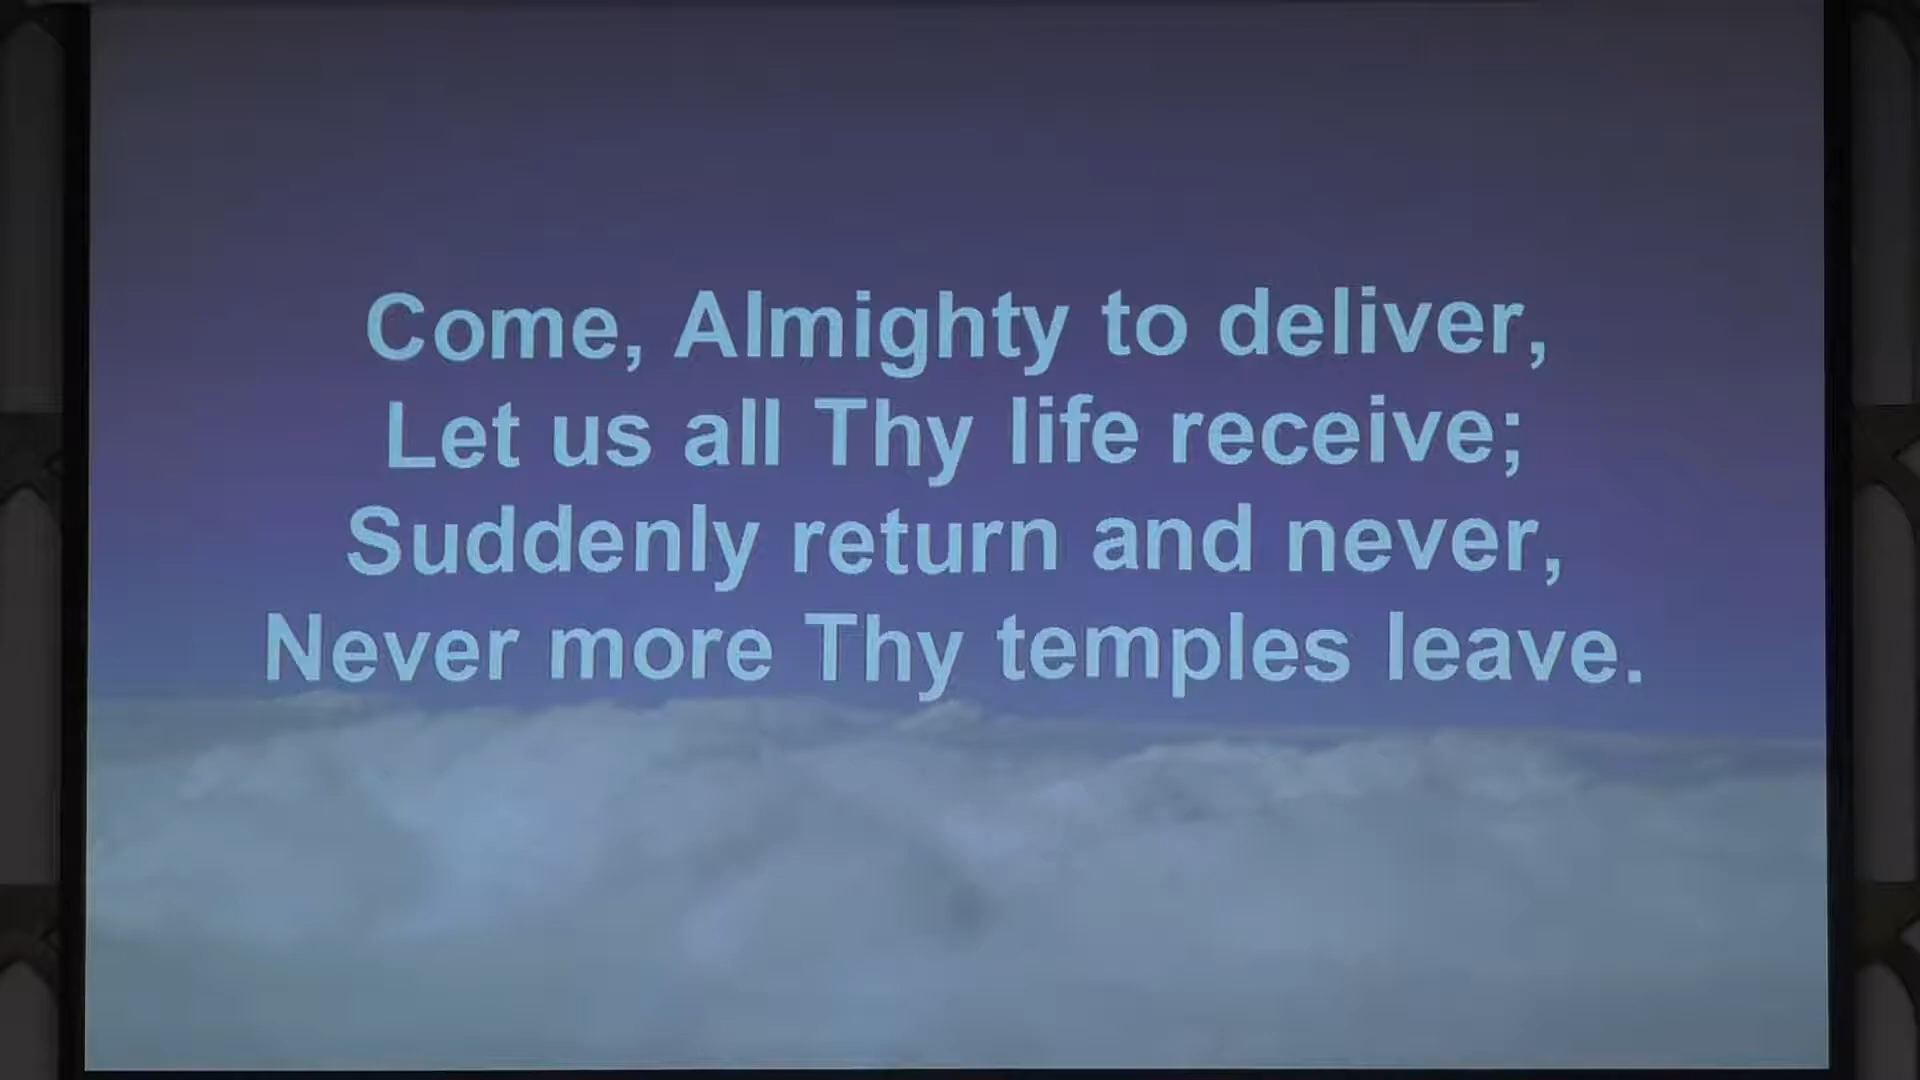 Come, Almighty to deliver,
Let us all Thy life receive;
Suddenly return and never,
Never more Thy temples leave.